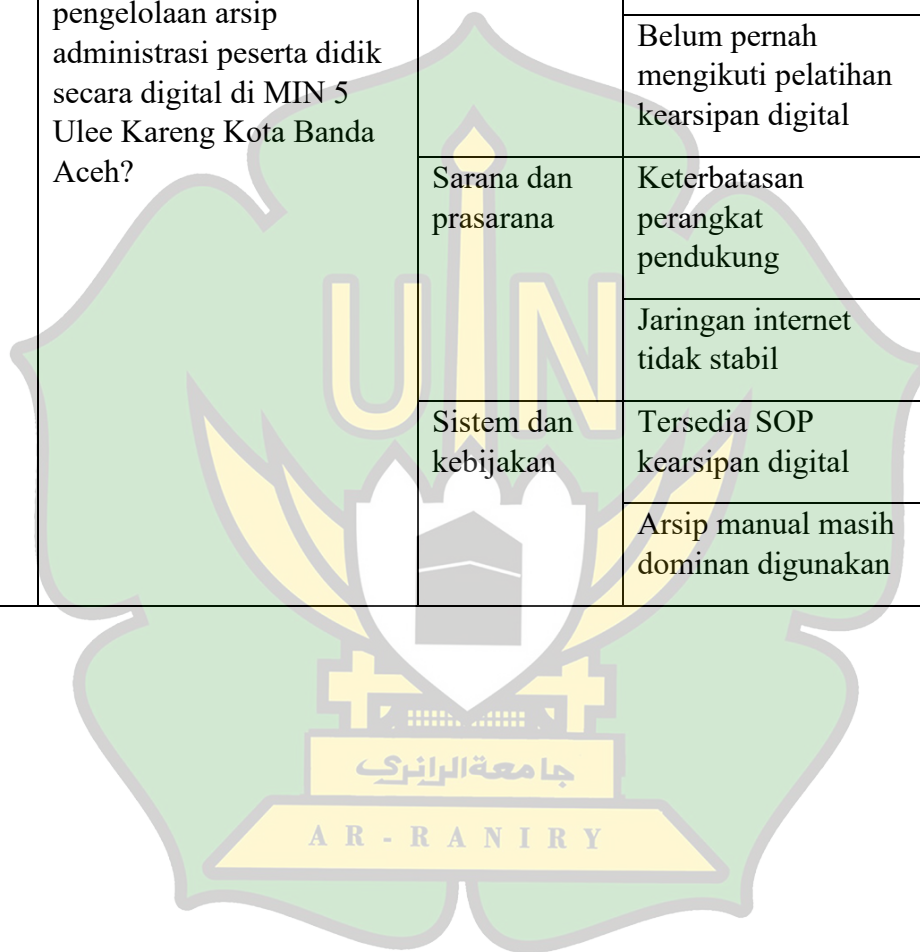 pengelolaan arsip
administrasi peserta didik
secara digital di MIN 5
Ulee Kareng Kota Banda
Aceh?
Belum pernah
mengikuti pelatihan
kearsipan digital
Sarana dan
prasarana
Keterbatasan
perangkat
pendukung
Jaringan internet
tidak stabil
Sistem dan
kebijakan
Tersedia SOP
kearsipan digital
Arsip manual masih
dominan digunakan
UIN
جامعة الرانري
AR-RANIRY